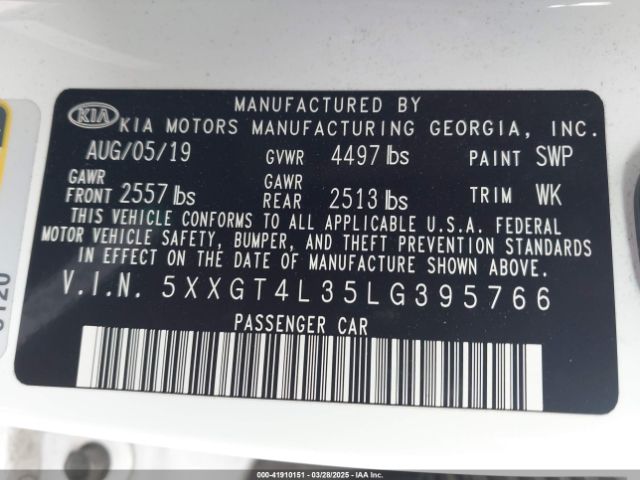 MANUFACTURED BY
KIA KIA MOTORS MANUFACTURING GEORGIA, INC.
AUG/05/19 GVWR 4497 lbs PAINT SWP
GAWR FRONT 2557 lbs GAWR REAR 2513 lbs TRIM WK
THIS VEHICLE CONFORMS TO ALL APPLICABLE U.S.A. FEDERAL
MOTOR VEHICLE SAFETY, BUMPER, AND THEFT PREVENTION STANDARDS
IN EFFECT ON THE DATE OF MANUFACTURE SHOWN ABOVE.
V.I.N. 5XXGT4L35LG395766
PASSENGER CAR
000-41910151 | 03/28/2025 | IAA Inc.